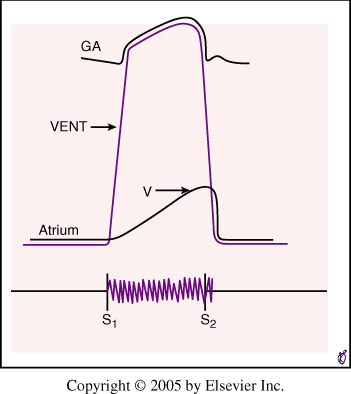 GA
VENT
V
Atrium
S1
S2
Copyright © 2005 by Elsevier Inc.